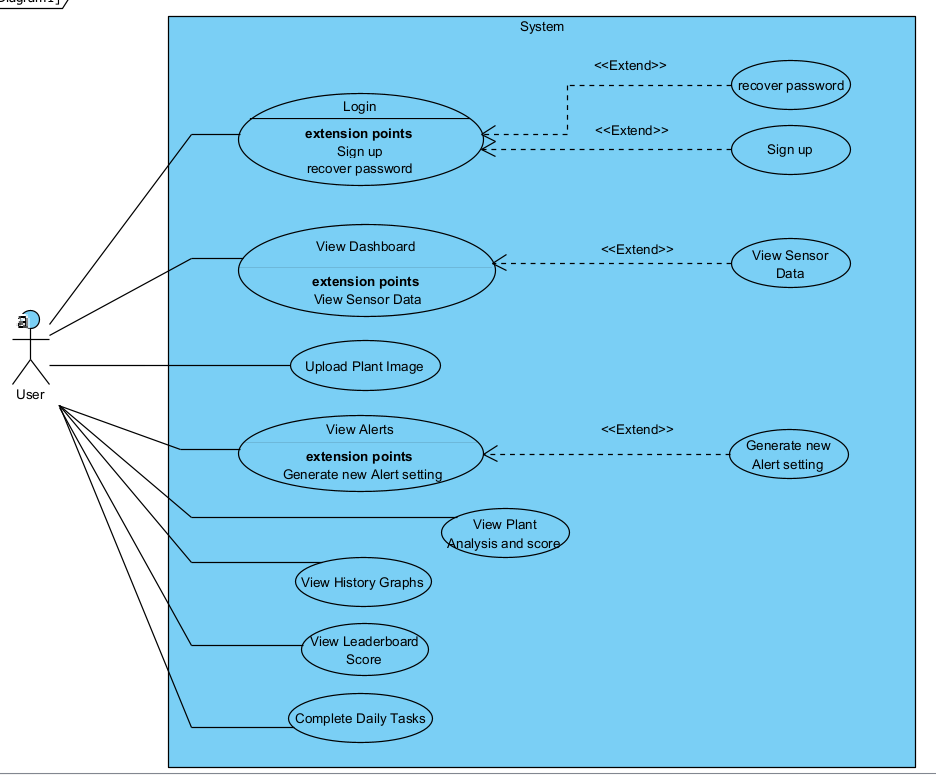 System
<<Extend>>
recover password
Login
extension points
Sign up
recover password
<<Extend>>
Sign up
View Dashboard
extension points
View Sensor Data
<<Extend>>
View Sensor
Data
User
Upload Plant Image
View Alerts
extension points
Generate new Alert setting
<<Extend>>
Generate new
Alert setting
View Plant
Analysis and score
View History Graphs
View Leaderboard
Score
Complete Daily Tasks